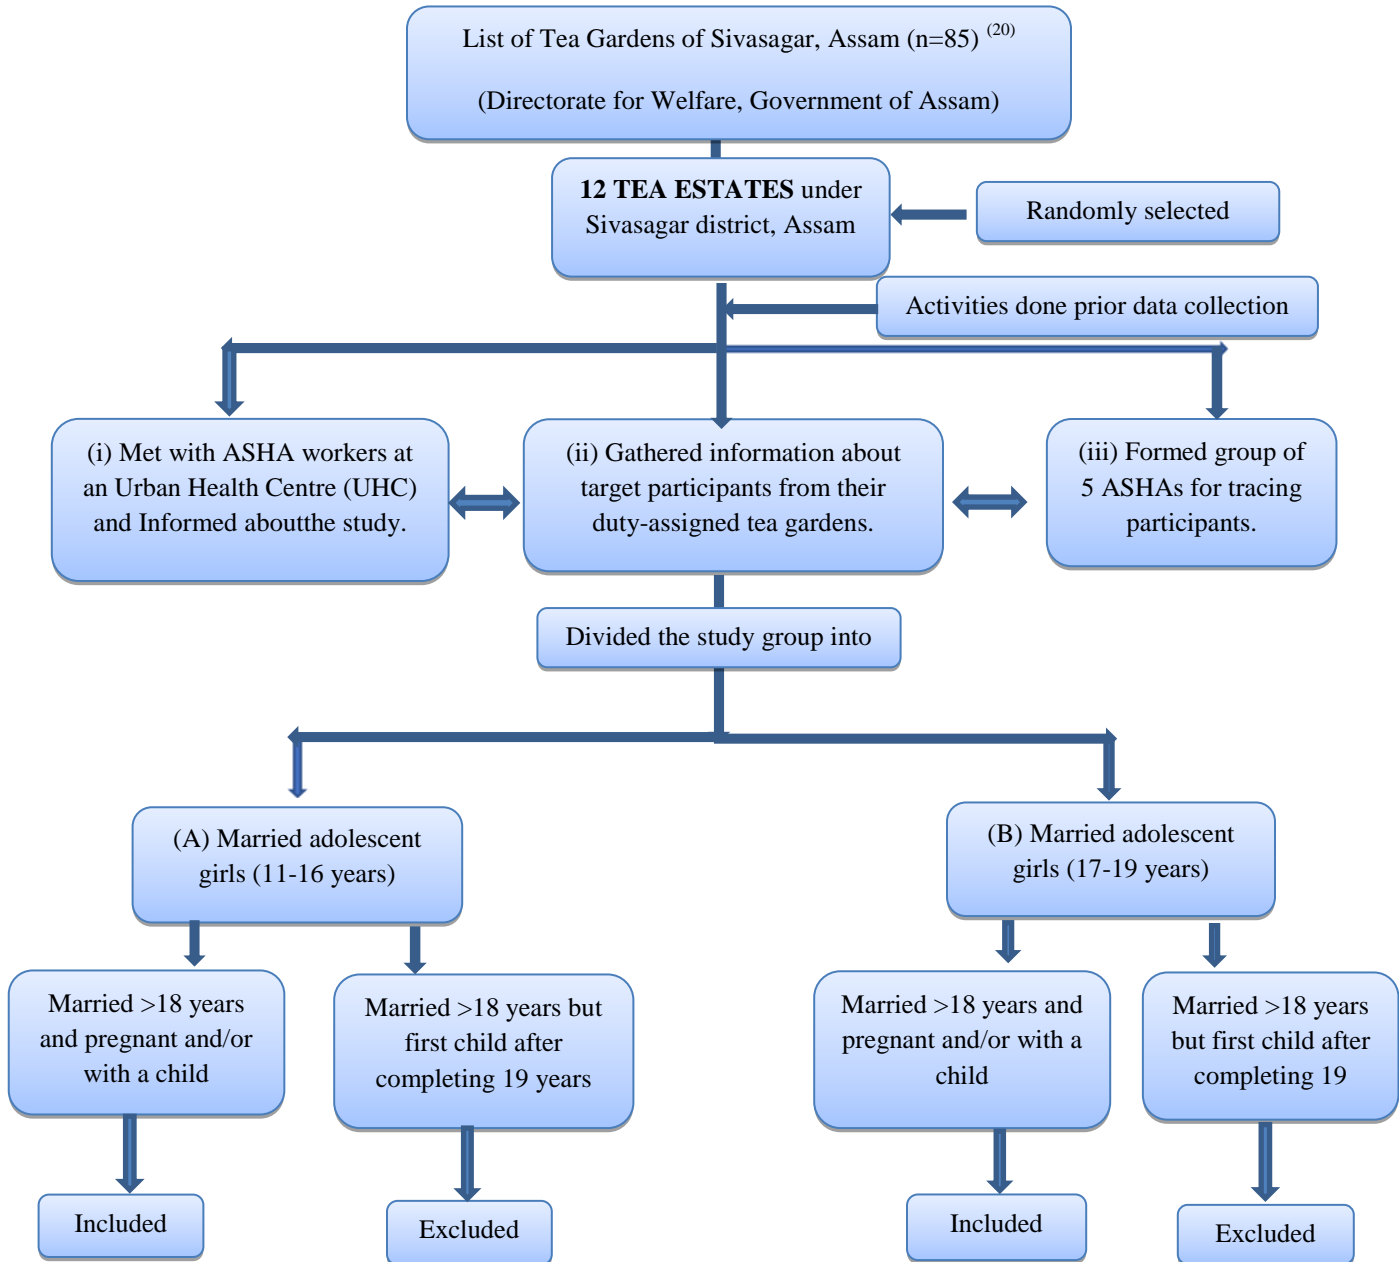 List of Tea Gardens of Sivasagar, Assam (n=85) (20)
(Directorate for Welfare, Government of Assam)
12 TEA ESTATES under
Sivasagar district, Assam
Randomly selected
Activities done prior data collection
(i) Met with ASHA workers at
an Urban Health Centre (UHC)
and Informed aboutthe study.
(ii) Gathered information about
target participants from their
duty-assigned tea gardens.
(iii) Formed group of
5 ASHAs for tracing
participants.
Divided the study group into
(A) Married adolescent
girls (11-16 years)
(B) Married adolescent
girls (17-19 years)
Married >18 years
and pregnant and/or
with a child
Married >18 years but
first child after
completing 19 years
Married >18 years and
pregnant and/or with a
child
Married >18 years
but first child after
completing 19
Included
Excluded
Included
Excluded